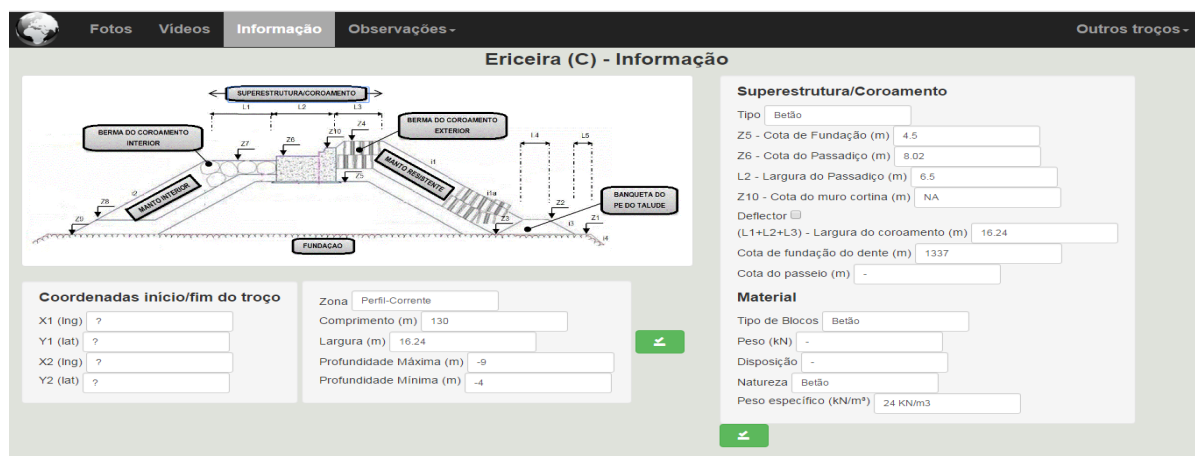 Fotos Vídeos Informação Observações Outros troços
Ericeira (C) - Informação
SUPERESTRUTURA/COROAMENTO
L1 L2 L3
BERMA DO COROAMENTO
INTERIOR
BERMA DO COROAMENTO
EXTERIOR
Z7 Z6 Z10 Z4 L4 L5
Z5 i1
MANTO RESISTENTE
i1a
i2
MANTO INTERIOR
Z8 Z9
BANQUETA DO
PE DO TALUDE
Z2 Z3 Z1
i3 i4
FUNDAÇAO
Coordenadas início/fim do troço
X1 (lng) ?
Y1 (lat) ?
X2 (lng) ?
Y2 (lat) ?
Zona Perfil-Corrente
Comprimento (m) 130
Largura (m) 16.24
Profundidade Máxima (m) -9
Profundidade Mínima (m) -4
Superestrutura/Coroamento
Tipo Betão
Z5 - Cota de Fundação (m) 4.5
Z6 - Cota do Passadiço (m) 8.02
L2 - Largura do Passadiço (m) 6.5
Z10 - Cota do muro cortina (m) NA
Deflector
(L1+L2+L3) - Largura do coroamento (m) 16.24
Cota de fundação do dente (m) 1337
Cota do passeio (m) -
Material
Tipo de Blocos Betão
Peso (kN) -
Disposição -
Natureza Betão
Peso específico (kN/m³) 24 KN/m3